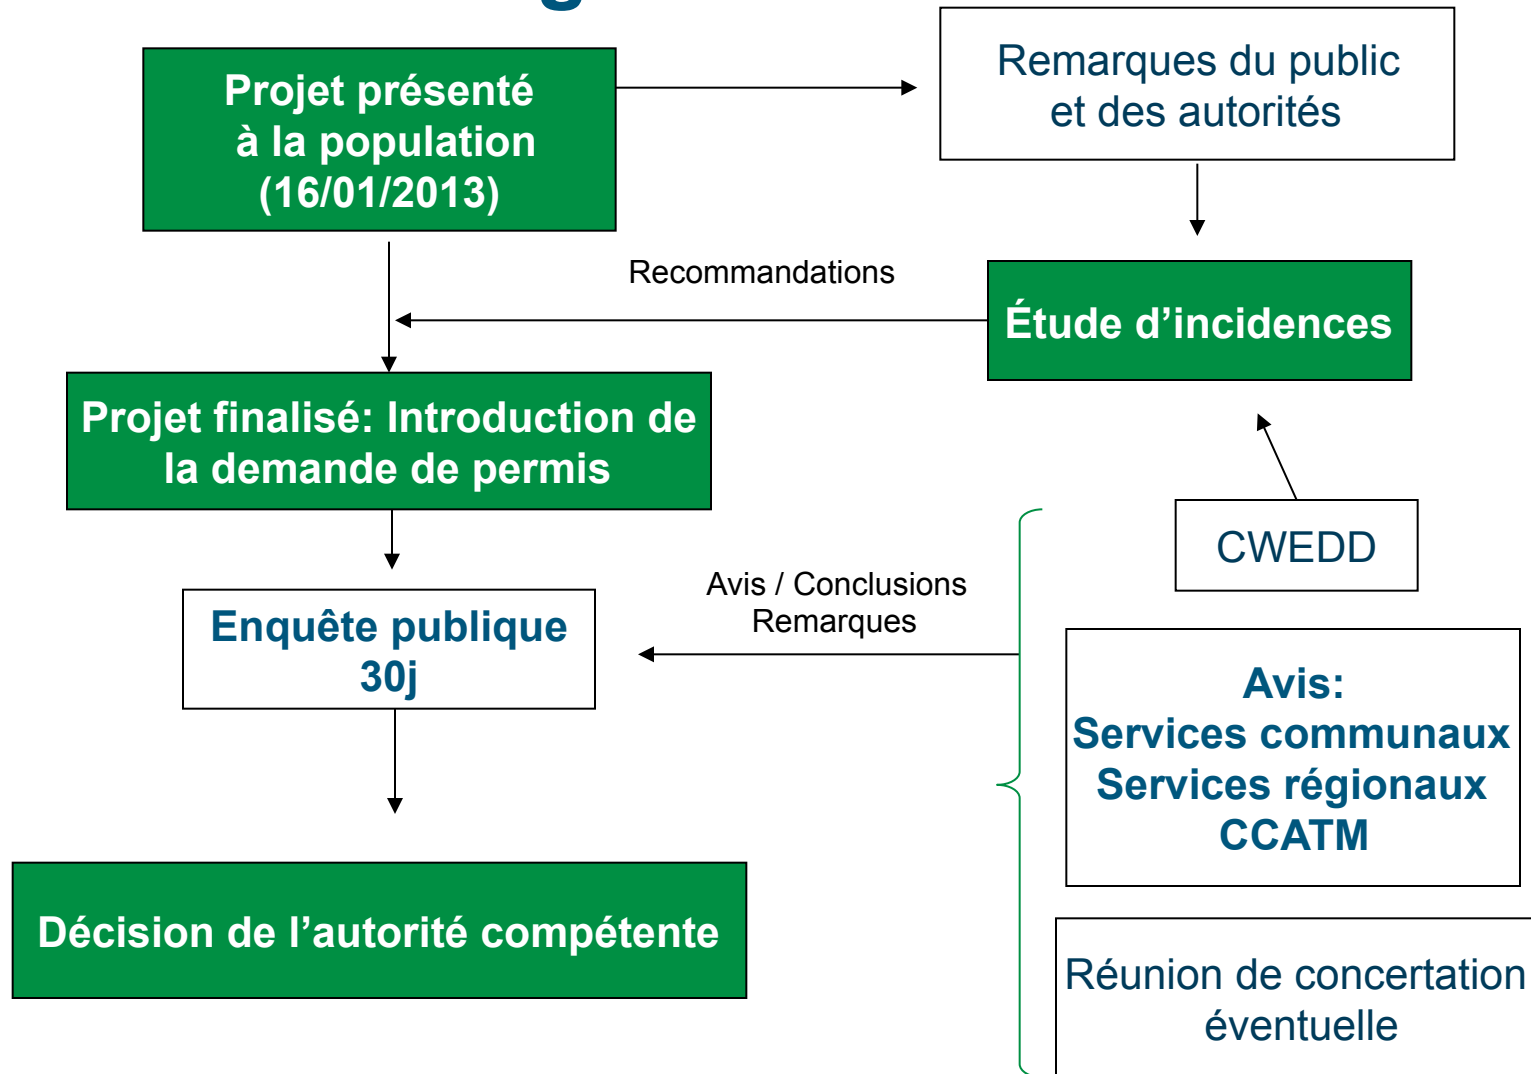 Projet présenté
à la population
(16/01/2013)
Remarques du public
et des autorités
Recommandations
Étude d’incidences
Projet finalisé: Introduction de
la demande de permis
CWEDD
Avis / Conclusions
Remarques
Enquête publique
30j
Avis:
Services communaux
Services régionaux
CCATM
Décision de l’autorité compétente
Réunion de concertation
éventuelle